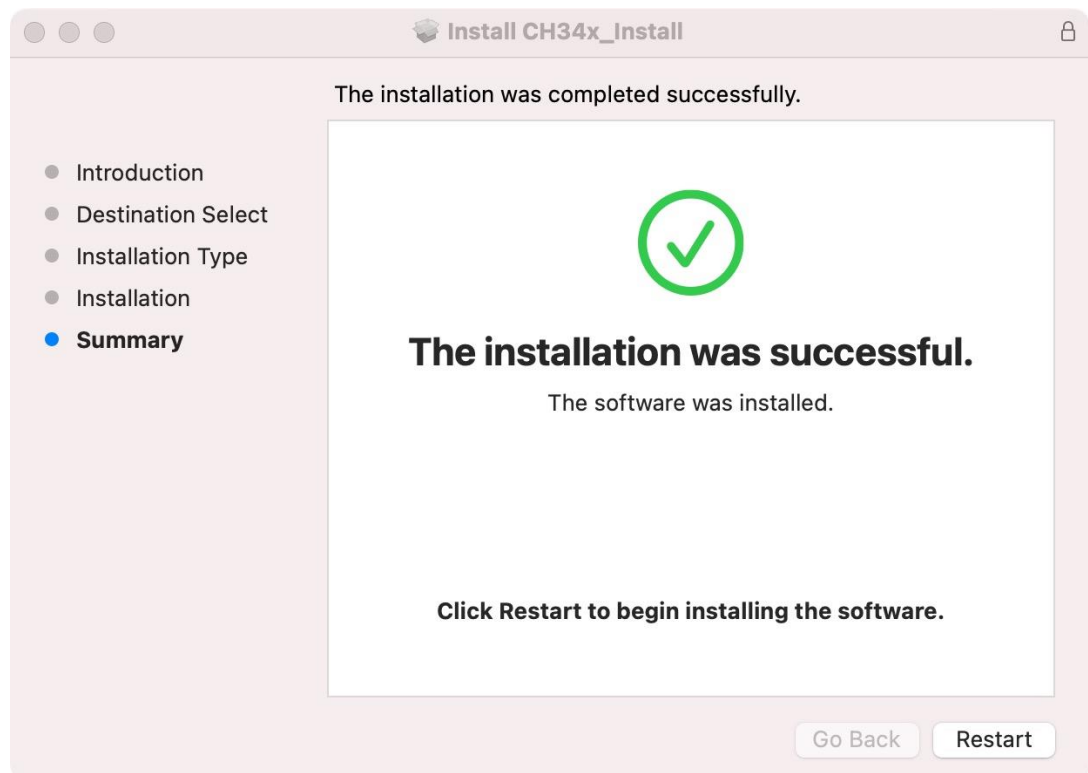 Install CH34x_Install
The installation was completed successfully.
Introduction
Destination Select
Installation Type
Installation
Summary
The installation was successful.
The software was installed.
Click Restart to begin installing the software.
Go Back
Restart